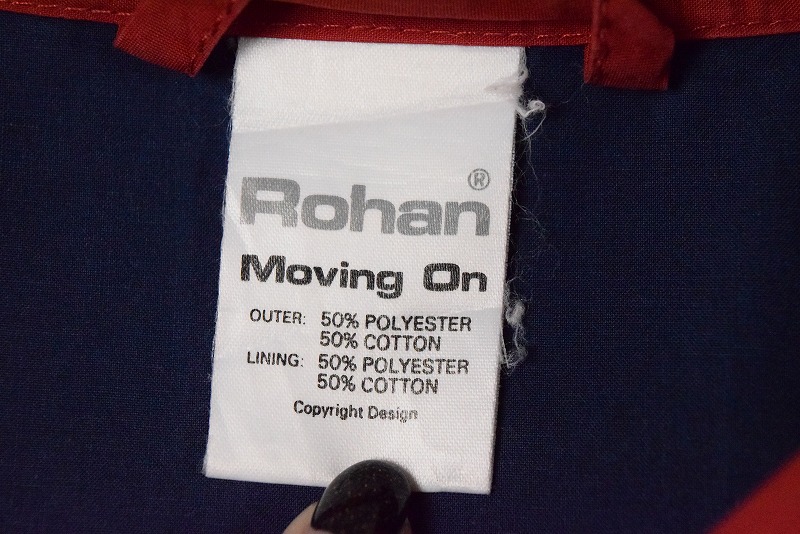 Rohan®
Moving On
OUTER: 50% POLYESTER
50% COTTON
LINING: 50% POLYESTER
50% COTTON
Copyright Design